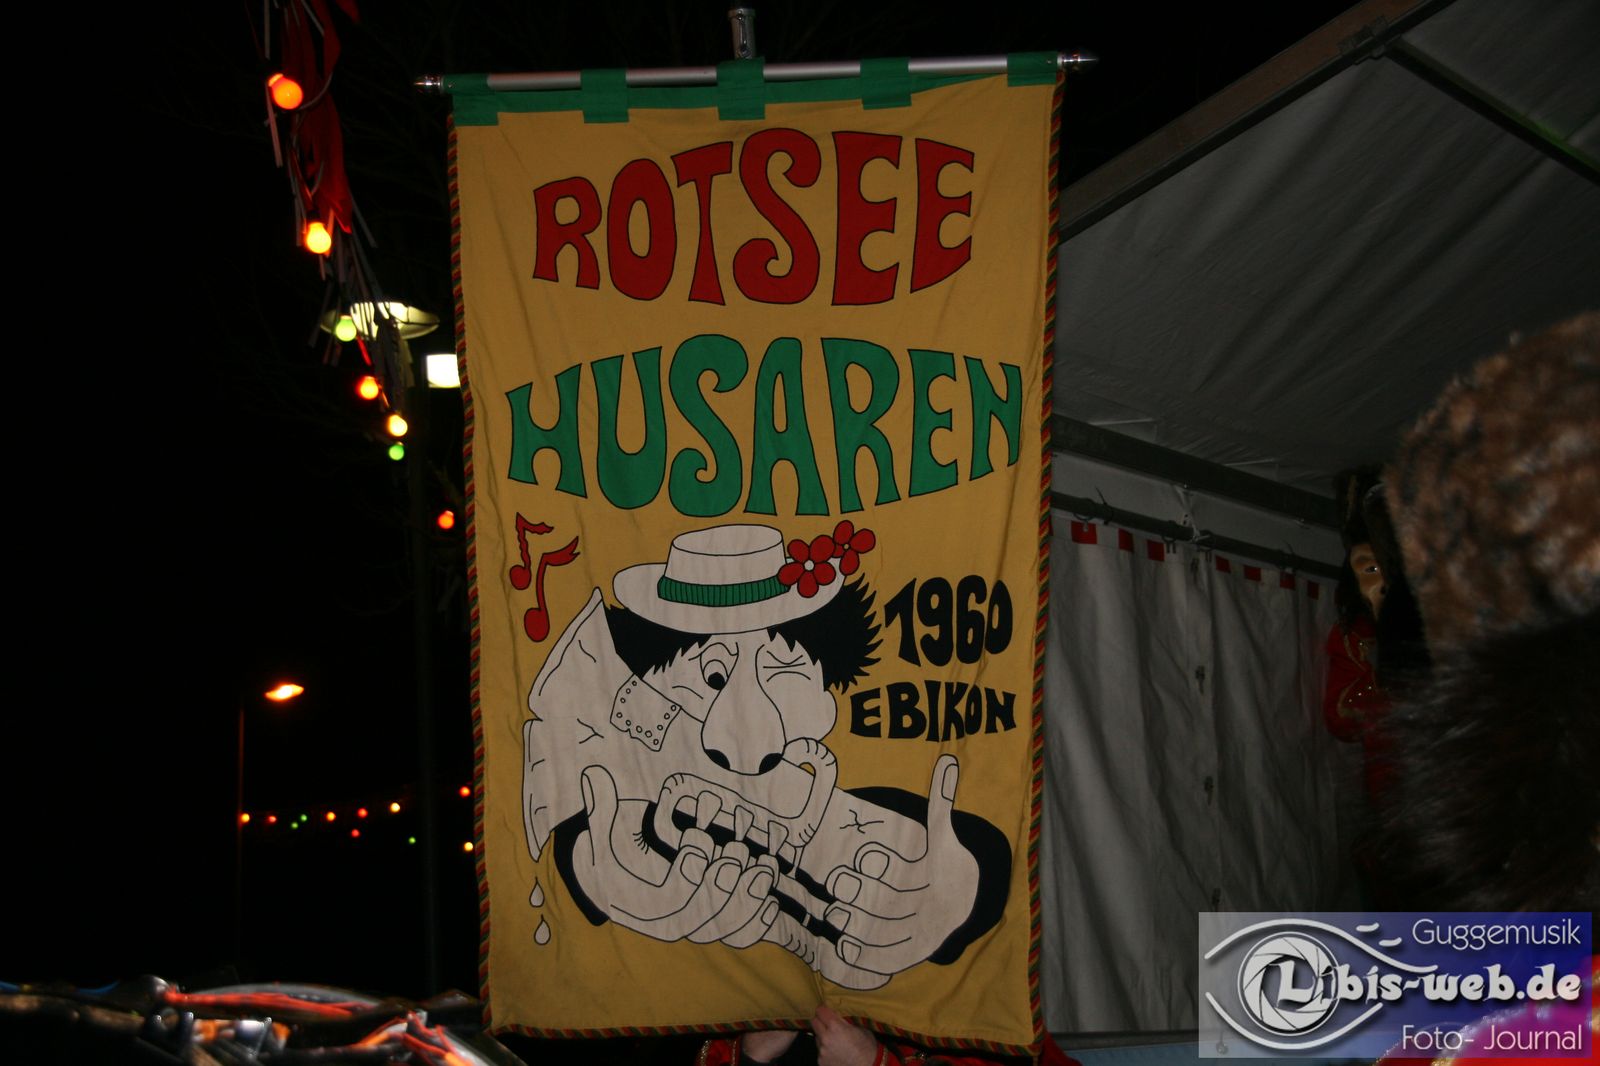 ROTSEE
HUSAREN
1960
EBIKON
Guggemusik
Libis-web.de
Foto- Journal